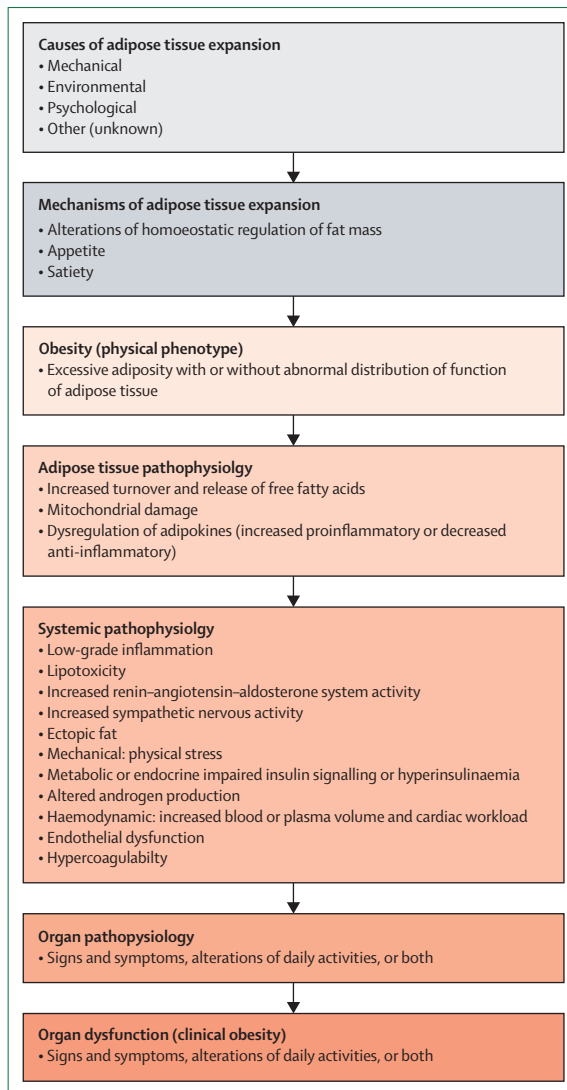 Causes of adipose tissue expansion
• Mechanical
• Environmental
• Psychological
• Other (unknown)
Mechanisms of adipose tissue expansion
• Alterations of homoeostatic regulation of fat mass
• Appetite
• Satiety
Obesity (physical phenotype)
• Excessive adiposity with or without abnormal distribution of function
of adipose tissue
Adipose tissue pathophysiolgy
• Increased turnover and release of free fatty acids
• Mitochondrial damage
• Dysregulation of adipokines (increased proinflammatory or decreased
anti-inflammatory)
Systemic pathophysiolgy
• Low-grade inflammation
• Lipotoxicity
• Increased renin–angiotensin–aldosterone system activity
• Increased sympathetic nervous activity
• Ectopic fat
• Mechanical: physical stress
• Metabolic or endocrine impaired insulin signalling or hyperinsulinaemia
• Altered androgen production
• Haemodynamic: increased blood or plasma volume and cardiac workload
• Endothelial dysfunction
• Hypercoagulabilty
Organ pathopysiology
• Signs and symptoms, alterations of daily activities, or both
Organ dysfunction (clinical obesity)
• Signs and symptoms, alterations of daily activities, or both